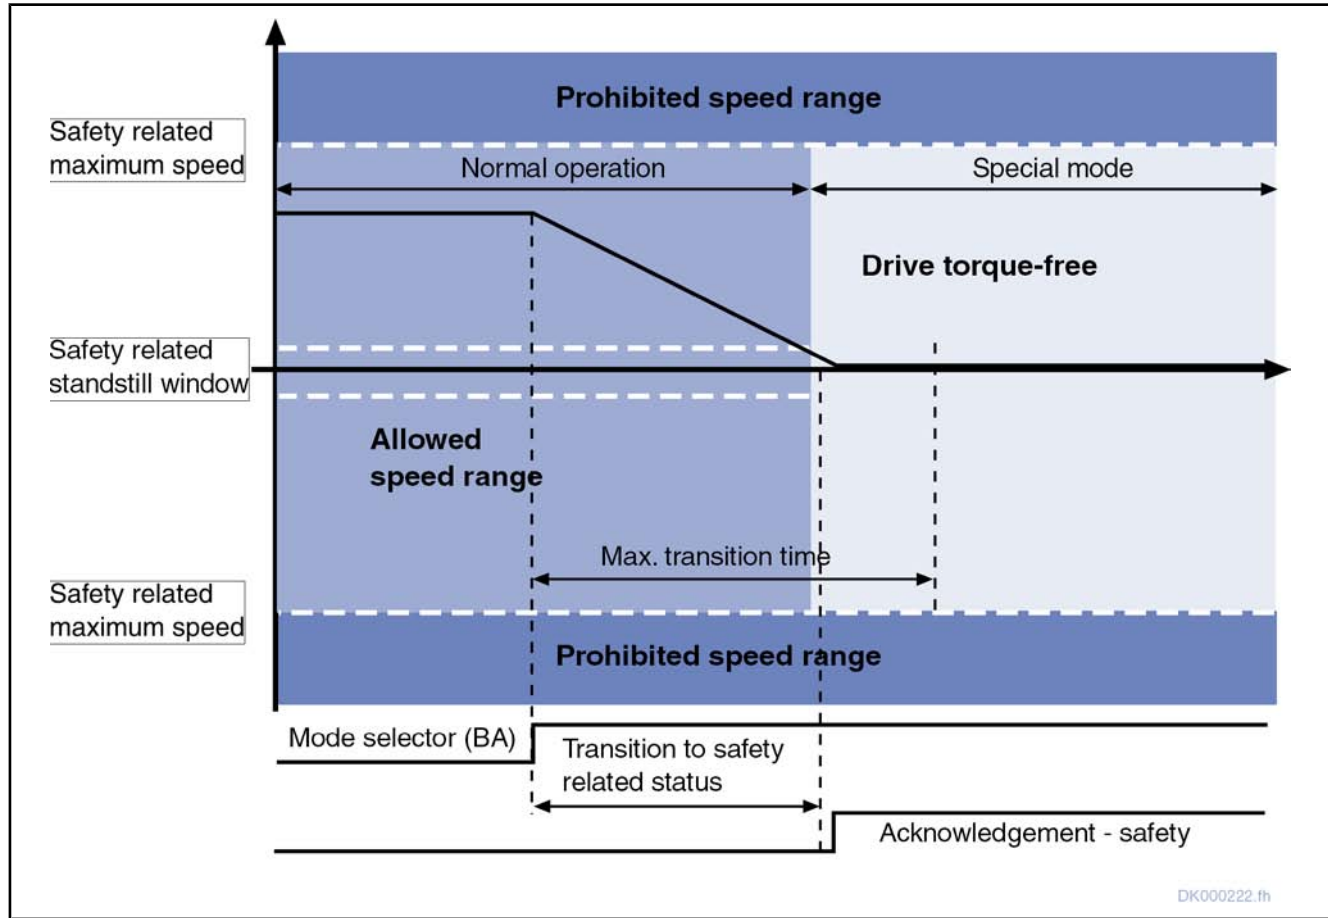 Prohibited speed range
Safety related
maximum speed
Normal operation
Special mode
Drive torque-free
Safety related
standstill window
Allowed
speed range
Max. transition time
Safety related
maximum speed
Prohibited speed range
Mode selector (BA)
Transition to safety
related status
Acknowledgement - safety
DK000222.fh